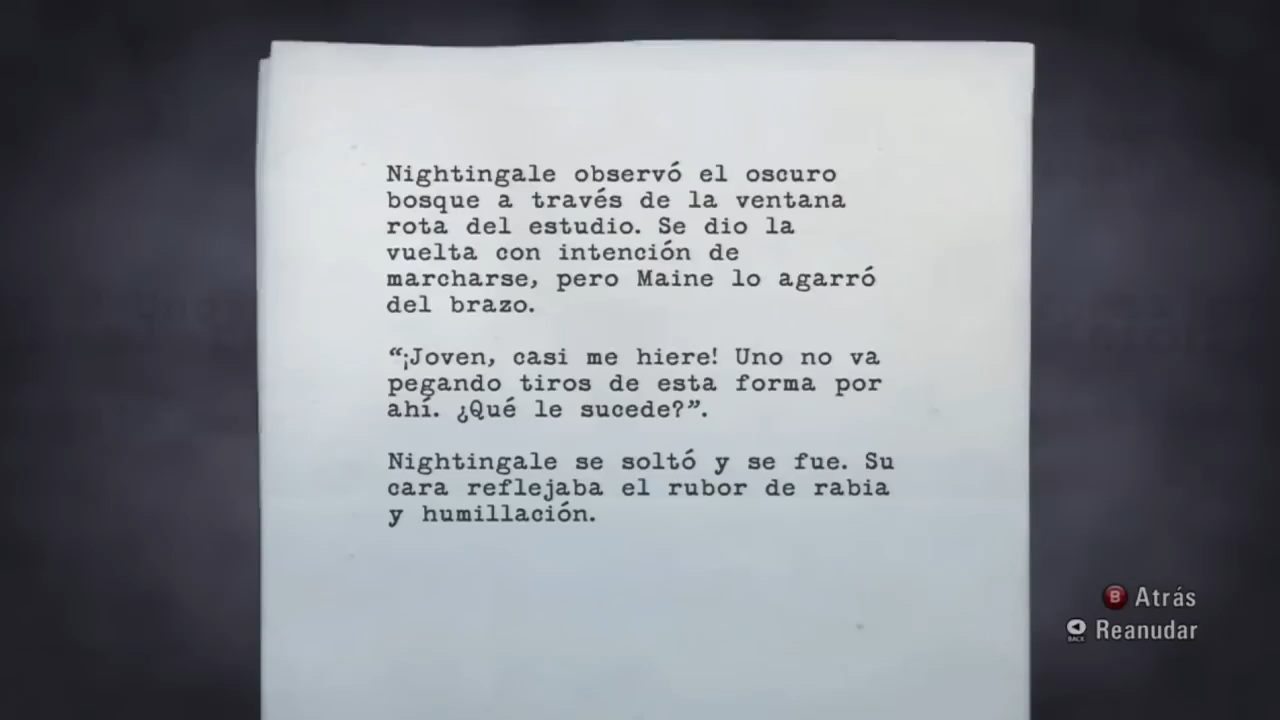 Nightingale observó el oscuro
bosque a través de la ventana
rota del estudio. Se dio la
vuelta con intención de
marcharse, pero Maine lo agarró
del brazo.
“¡Joven, casi me hiere! Uno no va
pegando tiros de esta forma por
ahí. ¿Qué le sucede?”.
Nightingale se soltó y se fue. Su
cara reflejaba el rubor de rabia
y humillación.
B Atrás
BACK Reanudar